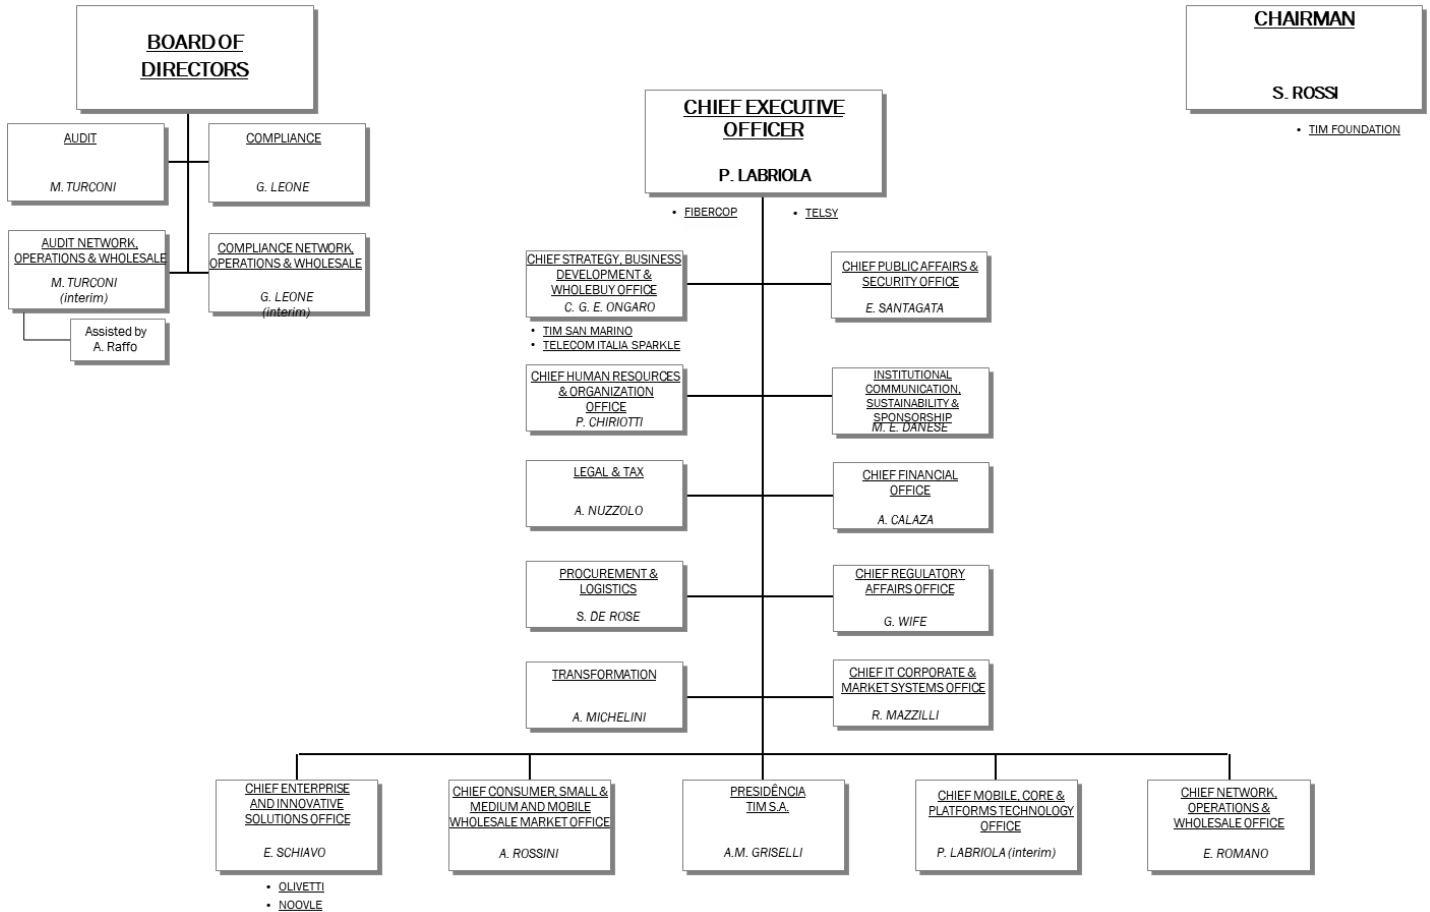 BOARD OF
DIRECTORS
CHAIRMAN
S. ROSSI
• TIM FOUNDATION
CHIEF EXECUTIVE
OFFICER
P. LABRIOLA
• FIBERCOP
• TELSY
AUDIT
M. TURCONI
COMPLIANCE
G. LEONE
AUDIT NETWORK,
OPERATIONS & WHOLESALE
M. TURCONI
(interim)
COMPLIANCE NETWORK,
OPERATIONS & WHOLESALE
G. LEONE
(interim)
Assisted by
A. Raffo
CHIEF STRATEGY, BUSINESS
DEVELOPMENT &
WHOLEBUY OFFICE
C. G. E. ONGARO
• TIM SAN MARINO
• TELECOM ITALIA SPARKLE
CHIEF PUBLIC AFFAIRS &
SECURITY OFFICE
E. SANTAGATA
CHIEF HUMAN RESOURCES
& ORGANIZATION
OFFICE
P. CHIRIOTTI
INSTITUTIONAL
COMMUNICATION,
SUSTAINABILITY &
SPONSORSHIP
M. E. DANESE
LEGAL & TAX
A. NUZZOLO
CHIEF FINANCIAL
OFFICE
A. CALAZA
PROCUREMENT &
LOGISTICS
S. DE ROSE
CHIEF REGULATORY
AFFAIRS OFFICE
G. WIFE
TRANSFORMATION
A. MICHELINI
CHIEF IT CORPORATE &
MARKET SYSTEMS OFFICE
R. MAZZILLI
CHIEF ENTERPRISE
AND INNOVATIVE
SOLUTIONS OFFICE
E. SCHIAVO
• OLIVETTI
• NOOVLE
CHIEF CONSUMER, SMALL &
MEDIUM AND MOBILE
WHOLESALE MARKET OFFICE
A. ROSSINI
PRESIDÊNCIA
TIM S.A.
A.M. GRISELLI
CHIEF MOBILE, CORE &
PLATFORMS TECHNOLOGY
OFFICE
P. LABRIOLA (interim)
CHIEF NETWORK,
OPERATIONS &
WHOLESALE OFFICE
E. ROMANO